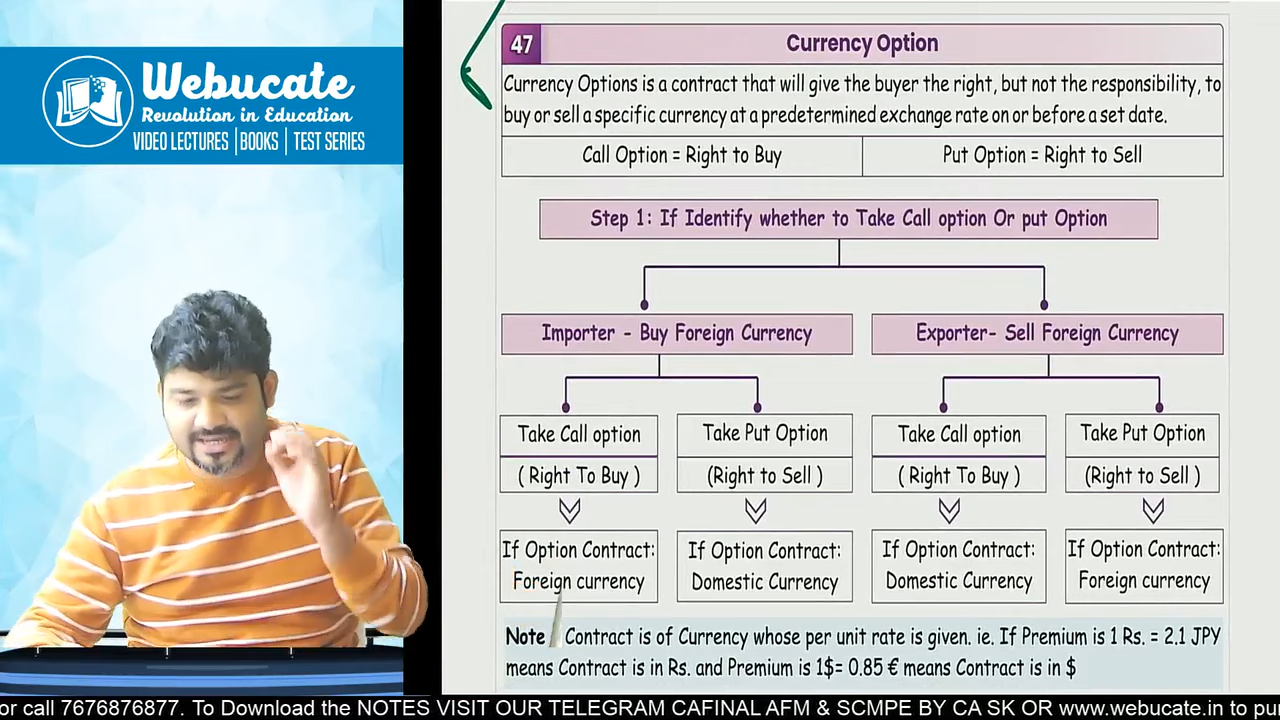 Webucate
Revolution in Education
VIDEO LECTURES | BOOKS | TEST SERIES
47
Currency Option
Currency Options is a contract that will give the buyer the right, but not the responsibility, to
buy or sell a specific currency at a predetermined exchange rate on or before a set date.
Call Option = Right to Buy
Put Option = Right to Sell
Step 1: If Identify whether to Take Call option Or put Option
Importer - Buy Foreign Currency
Exporter- Sell Foreign Currency
Take Call option
( Right To Buy )
If Option Contract:
Foreign currency
Take Put Option
(Right to Sell )
If Option Contract:
Domestic Currency
Take Call option
( Right To Buy )
If Option Contract:
Domestic Currency
Take Put Option
(Right to Sell )
If Option Contract:
Foreign currency
Note Contract is of Currency whose per unit rate is given. ie. If Premium is 1 Rs. = 2.1 JPY
means Contract is in Rs. and Premium is 1$= 0.85 € means Contract is in $
or call 7676876877. To Download the NOTES VISIT OUR TELEGRAM CAFINAL AFM & SCMPE BY CA SK OR www.webucate.in to pu